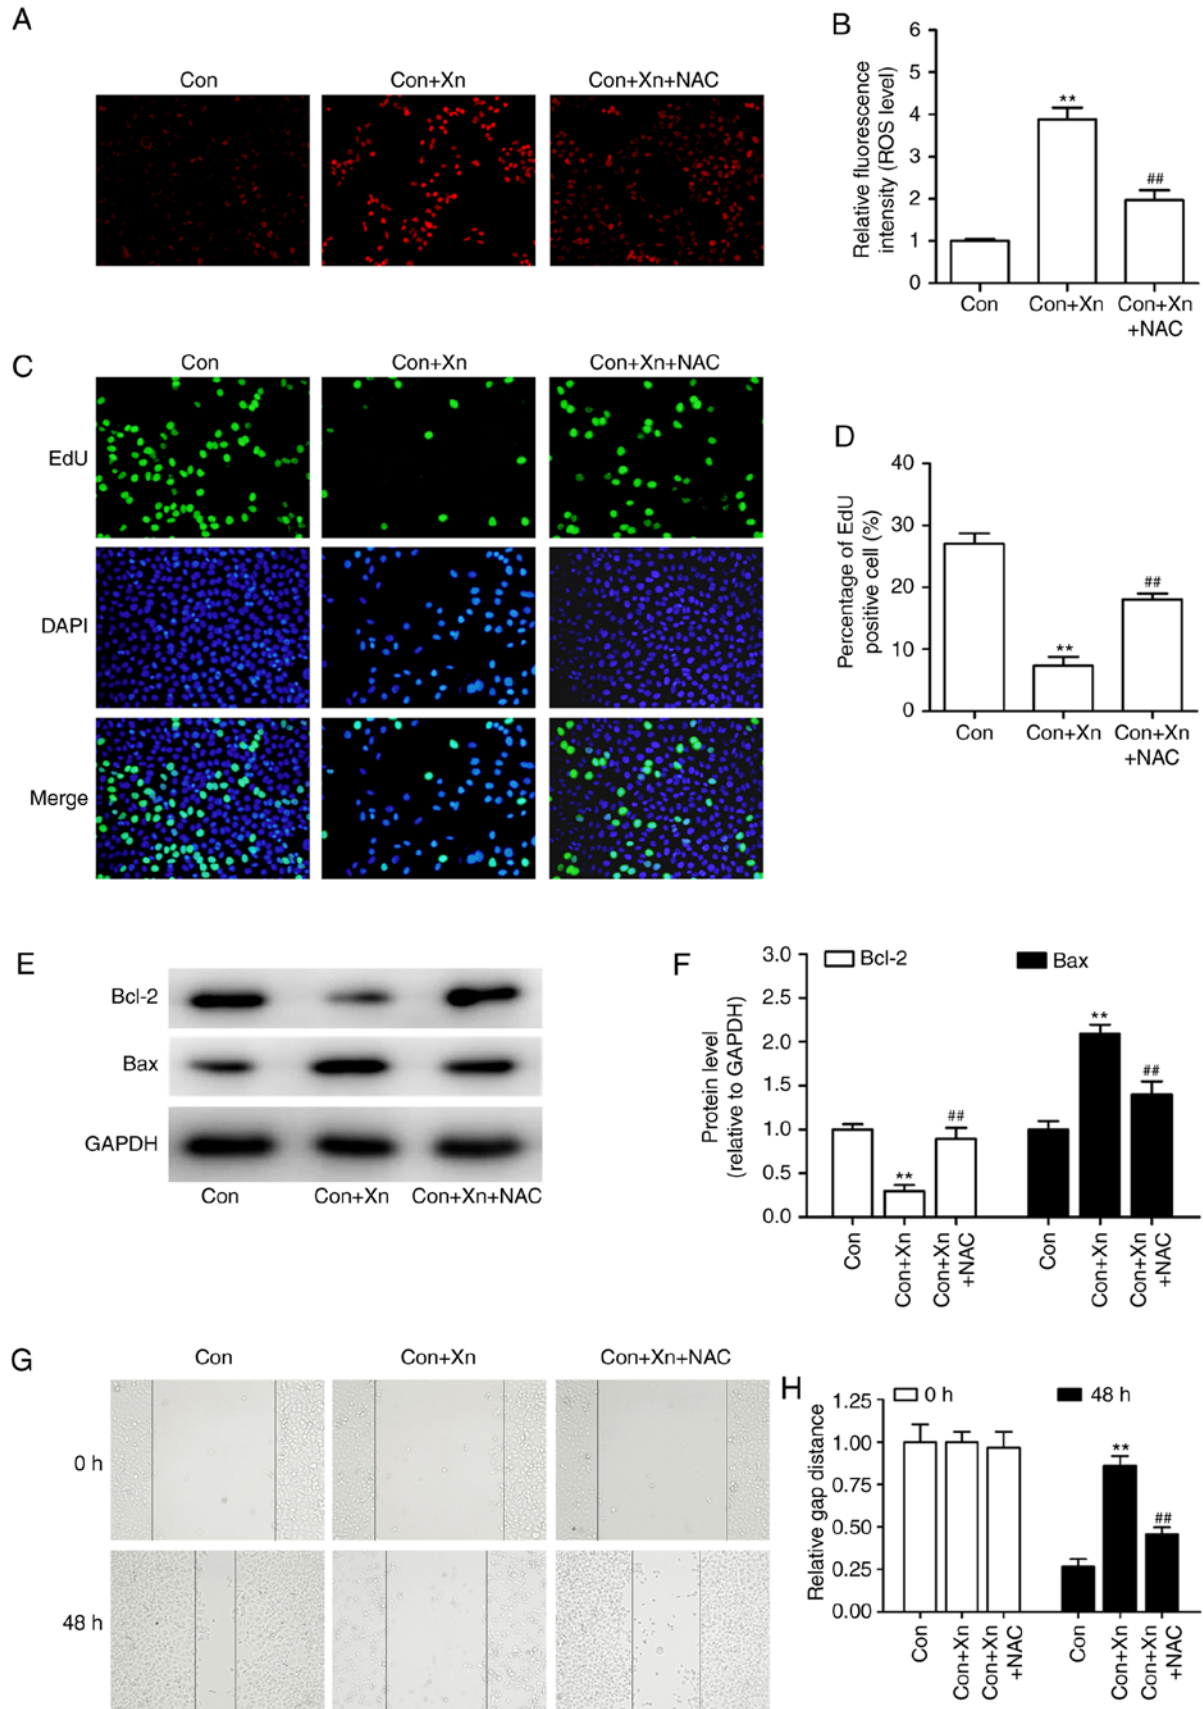 A
Con
Con+Xn
Con+Xn+NAC
B
Relative fluorescence
intensity (ROS level)
6
5
4
3
2
1
0
**
##
Con
Con+Xn
Con+Xn
+NAC
C
Con
Con+Xn
Con+Xn+NAC
EdU
DAPI
Merge
D
Percentage of EdU
positive cell (%)
40
30
20
10
0
**
##
Con
Con+Xn
Con+Xn
+NAC
E
Bcl-2
Bax
GAPDH
Con
Con+Xn
Con+Xn+NAC
F
Protein level
(relative to GAPDH)
3.0
2.5
2.0
1.5
1.0
0.5
0.0
Bcl-2
Bax
**
##
**
##
Con
Con+Xn
Con+Xn
+NAC
Con
Con+Xn
Con+Xn
+NAC
G
Con
Con+Xn
Con+Xn+NAC
0 h
48 h
H
Relative gap distance
1.25
1.00
0.75
0.50
0.25
0.00
0 h
48 h
**
##
Con
Con+Xn
Con+Xn
+NAC
Con
Con+Xn
Con+Xn
+NAC